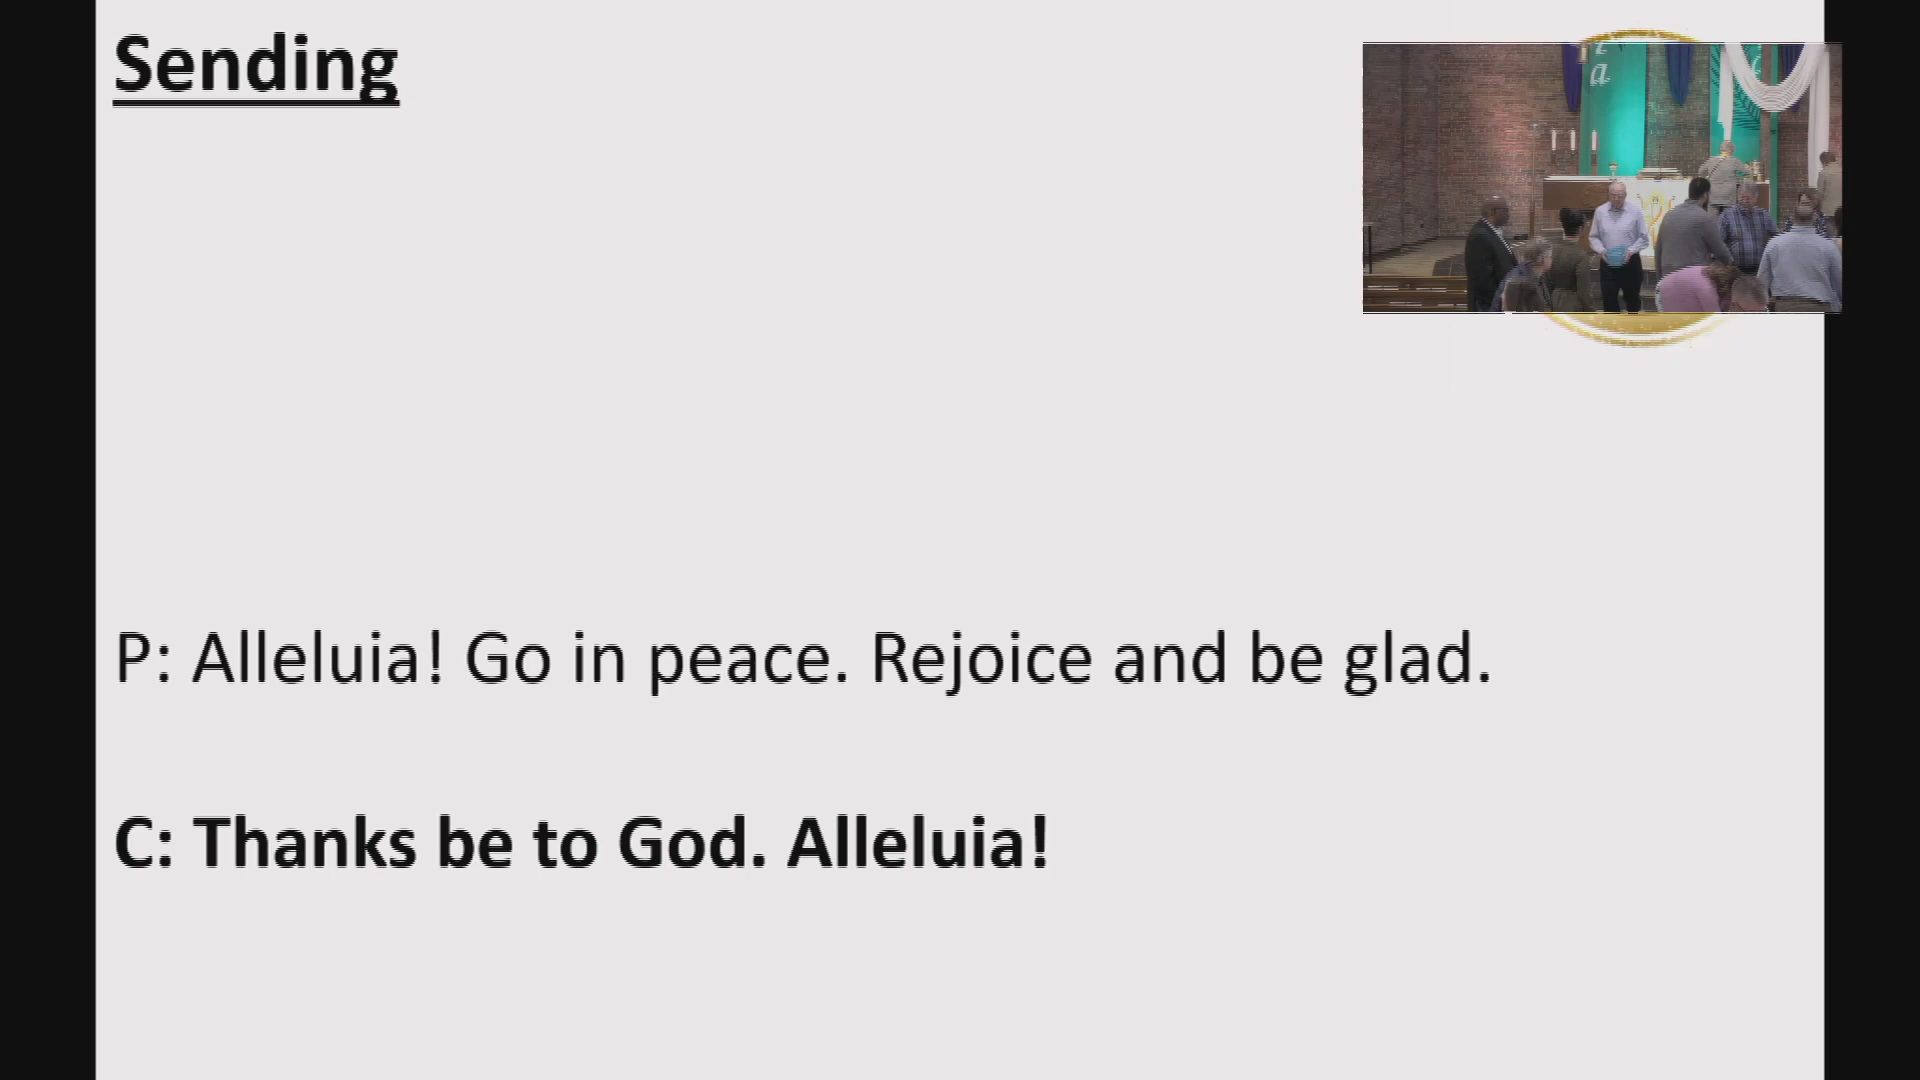 Sending
P: Alleluia! Go in peace. Rejoice and be glad.
C: Thanks be to God. Alleluia!